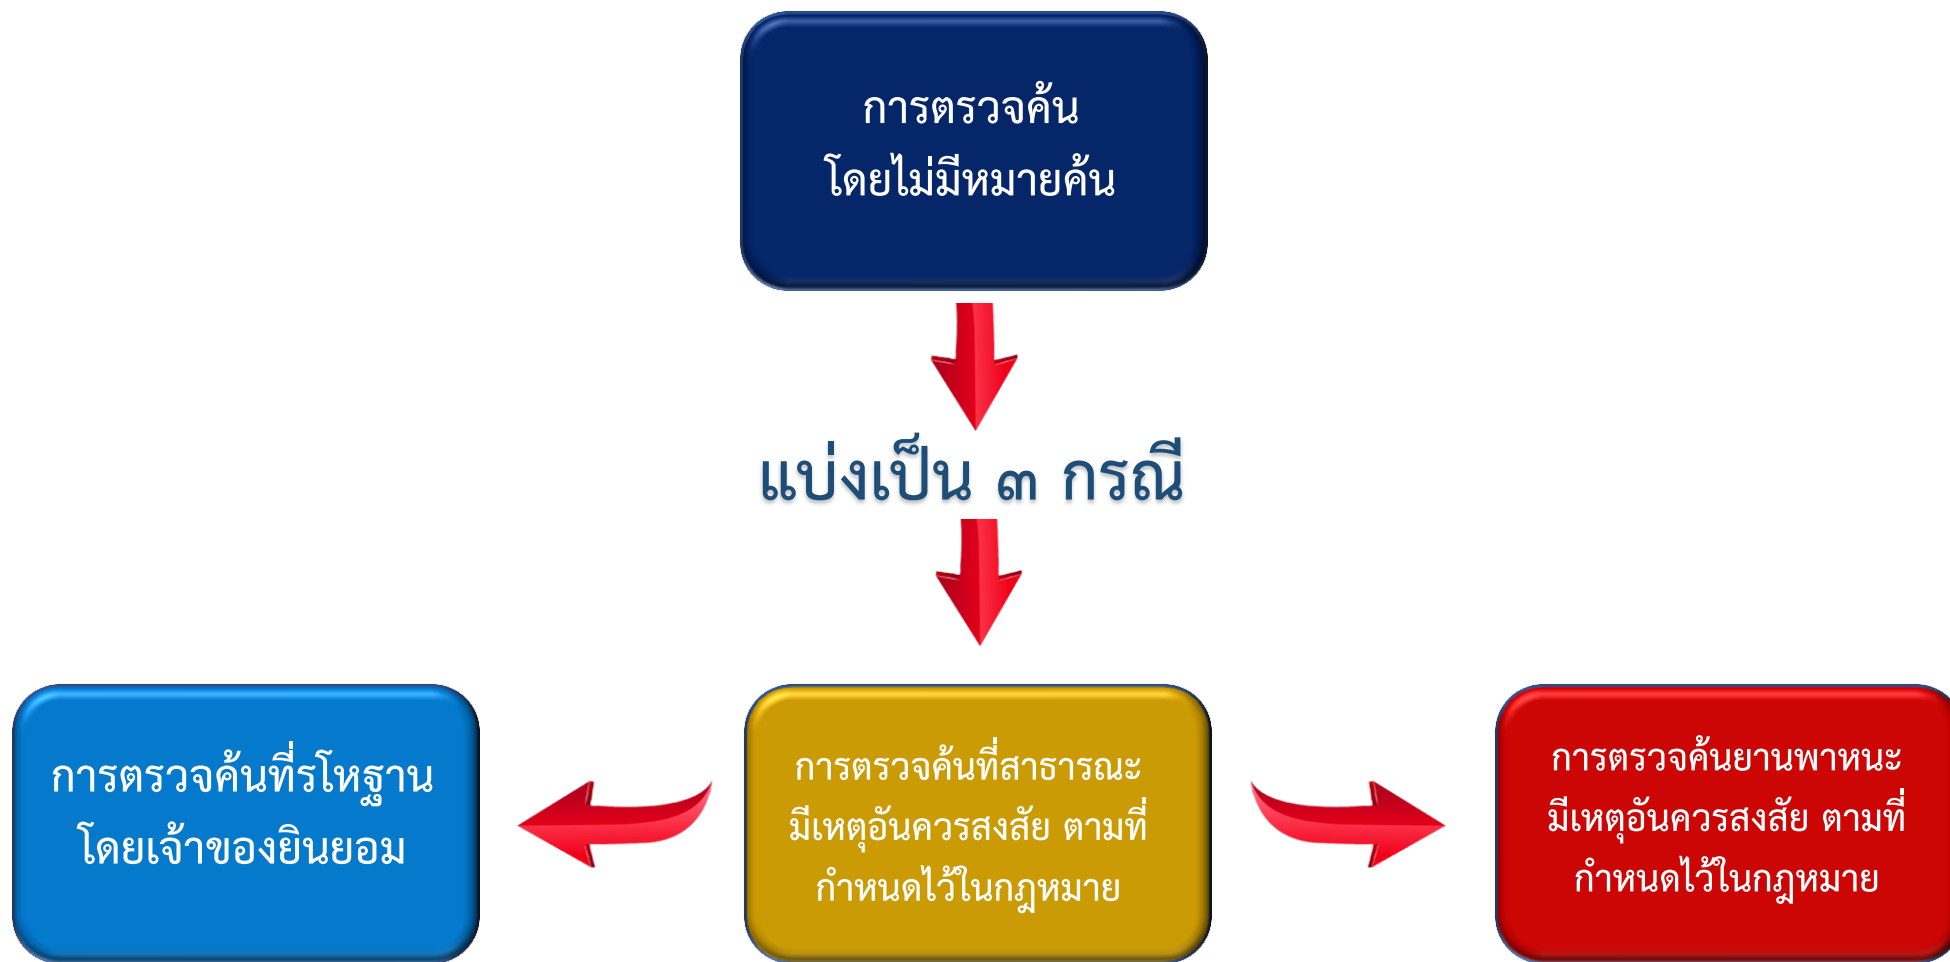 การตรวจค้น
โดยไม่มีหมายค้น
แบ่งเป็น ๓ กรณี
การตรวจค้นที่รโหฐาน
โดยเจ้าของยินยอม
การตรวจค้นที่สาธารณะ
มีเหตุอันควรสงสัย ตามที่
กำหนดไว้ในกฎหมาย
การตรวจค้นยานพาหนะ
มีเหตุอันควรสงสัย ตามที่
กำหนดไว้ในกฎหมาย